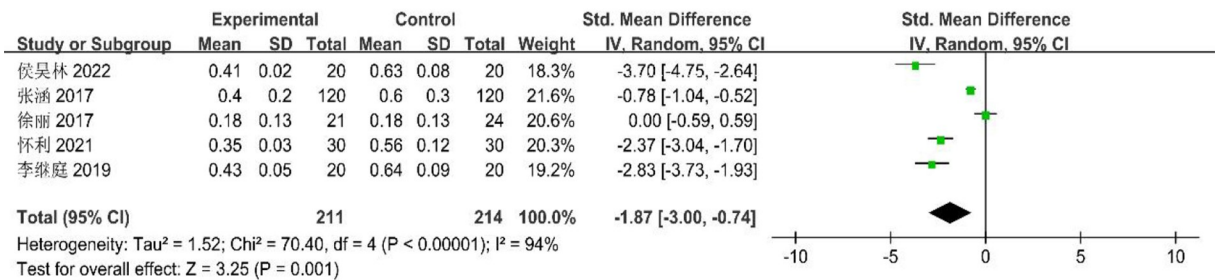 Experimental Control Std. Mean Difference Std. Mean Difference
Study or Subgroup Mean SD Total Mean SD Total Weight IV, Random, 95% CI IV, Random, 95% CI
侯昊林 2022 0.41 0.02 20 0.63 0.08 20 18.3% -3.70 [-4.75, -2.64]
张涵 2017 0.4 0.2 120 0.6 0.3 120 21.6% -0.78 [-1.04, -0.52]
徐丽 2017 0.18 0.13 21 0.18 0.13 24 20.6% 0.00 [-0.59, 0.59]
怀利 2021 0.35 0.03 30 0.56 0.12 30 20.3% -2.37 [-3.04, -1.70]
李继庭 2019 0.43 0.05 20 0.64 0.09 20 19.2% -2.83 [-3.73, -1.93]
Total (95% CI) 211 214 100.0% -1.87 [-3.00, -0.74]
Heterogeneity: Tau² = 1.52; Chi² = 70.40, df = 4 (P < 0.00001); I² = 94%
Test for overall effect: Z = 3.25 (P = 0.001)
-10 -5 0 5 10